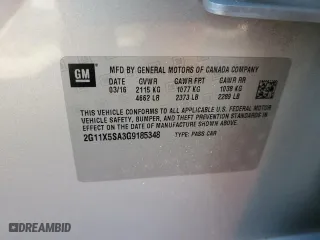 GM
MFD BY GENERAL MOTORS OF CANADA COMPANY
DATE GVWR GAWR FRT GAWR RR
03/16 2115 KG 1077 KG 1038 KG
4662 LB 2373 LB 2289 LB
THIS VEHICLE CONFORMS TO ALL APPLICABLE U.S. FEDERAL MOTOR
VEHICLE SAFETY, BUMPER, AND THEFT PREVENTION STANDARDS
IN EFFECT ON THE DATE OF MANUFACTURE SHOWN ABOVE.
2G11X5SA3G9185348 TYPE: PASS CAR
DREAMBID.COM